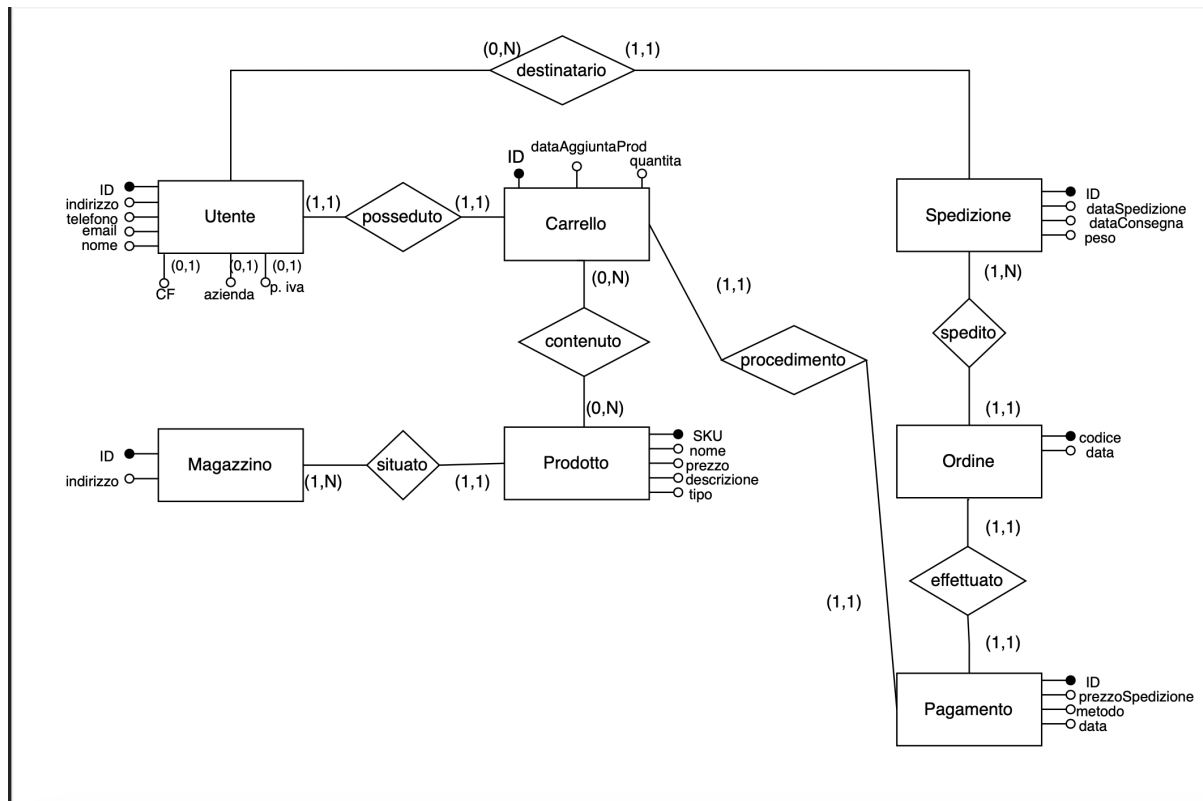 (0,N)
(1,1)
destinatario
ID
indirizzo
telefono
email
nome
Utente
(0,1)
(0,1)
(0,1)
CF
azienda
p. iva
(1,1)
posseduto
(1,1)
ID
dataAggiuntaProd
quantita
Carrello
(0,N)
contenuto
(0,N)
(1,1)
procedimento
(1,1)
Spedizione
ID
dataSpedizione
dataConsegna
peso
(1,N)
spedito
(1,1)
ID
indirizzo
Magazzino
(1,N)
situato
(1,1)
Prodotto
SKU
nome
prezzo
descrizione
tipo
Ordine
codice
data
(1,1)
effettuato
(1,1)
Pagamento
ID
prezzoSpedizione
metodo
data